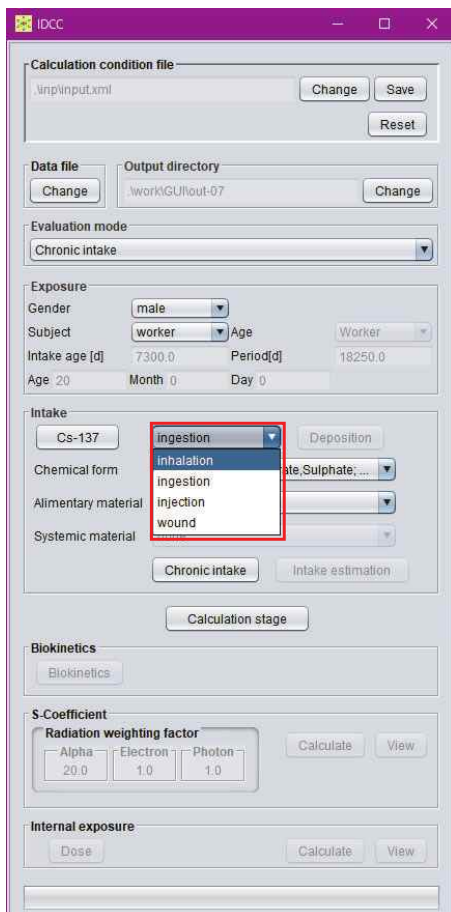 IDCC
Calculation condition file
.\inp\input.xml Change Save
Reset
Data file Output directory
Change .\work\GUI\out-07 Change
Evaluation mode
Chronic intake
Exposure
Gender male
Subject worker Age Worker
Intake age [d] 7300.0 Period[d] 18250.0
Age 20 Month 0 Day 0
Intake
Cs-137 ingestion Deposition
inhalation
Chemical form ate,Sulphate; ...
ingestion
injection
Alimentary material
wound
Systemic material
Chronic intake Intake estimation
Calculation stage
Biokinetics
Biokinetics
S-Coefficient
Radiation weighting factor
Alpha Electron Photon
20.0 1.0 1.0
Calculate View
Internal exposure
Dose Calculate View